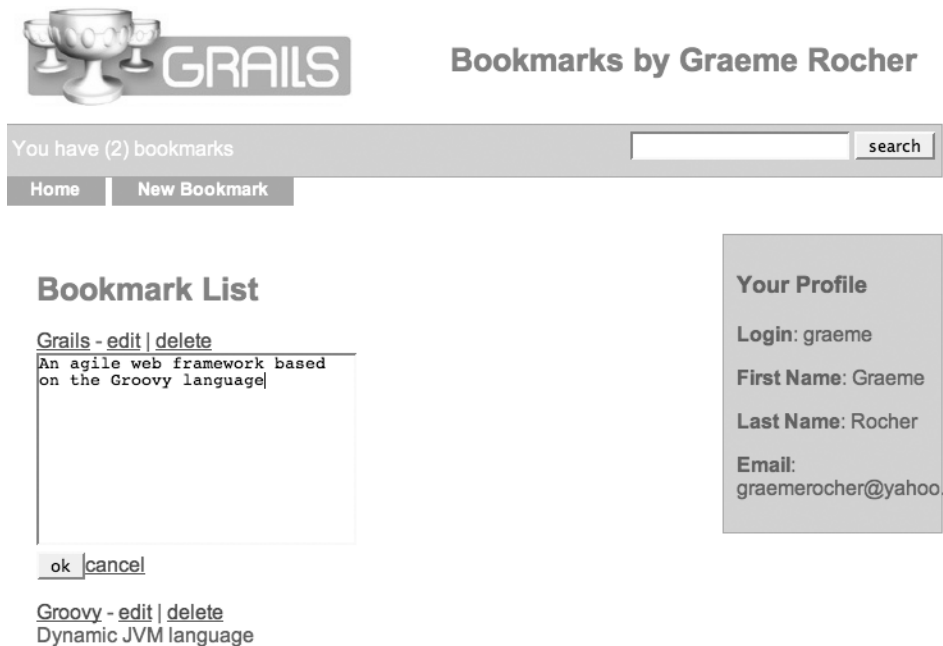 GRAILS
Bookmarks by Graeme Rocher
You have (2) bookmarks
search
Home
New Bookmark
Bookmark List
Grails - edit | delete
An agile web framework based
on the Groovy language
ok cancel
Groovy - edit | delete
Dynamic JVM language
Your Profile
Login: graeme
First Name: Graeme
Last Name: Rocher
Email:
graemerocher@yahoo.